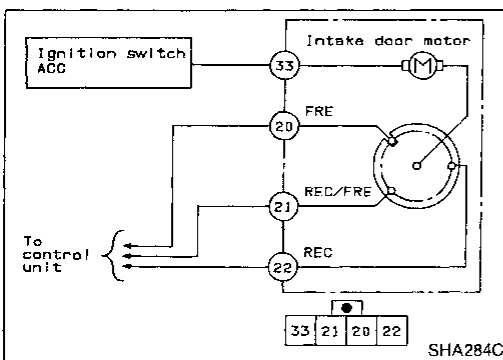 Ignition switch
ACC
Intake door motor
33
M
FRE
20
REC/FRE
21
To
control
unit
REC
22
33 21 20 22
SHA284C